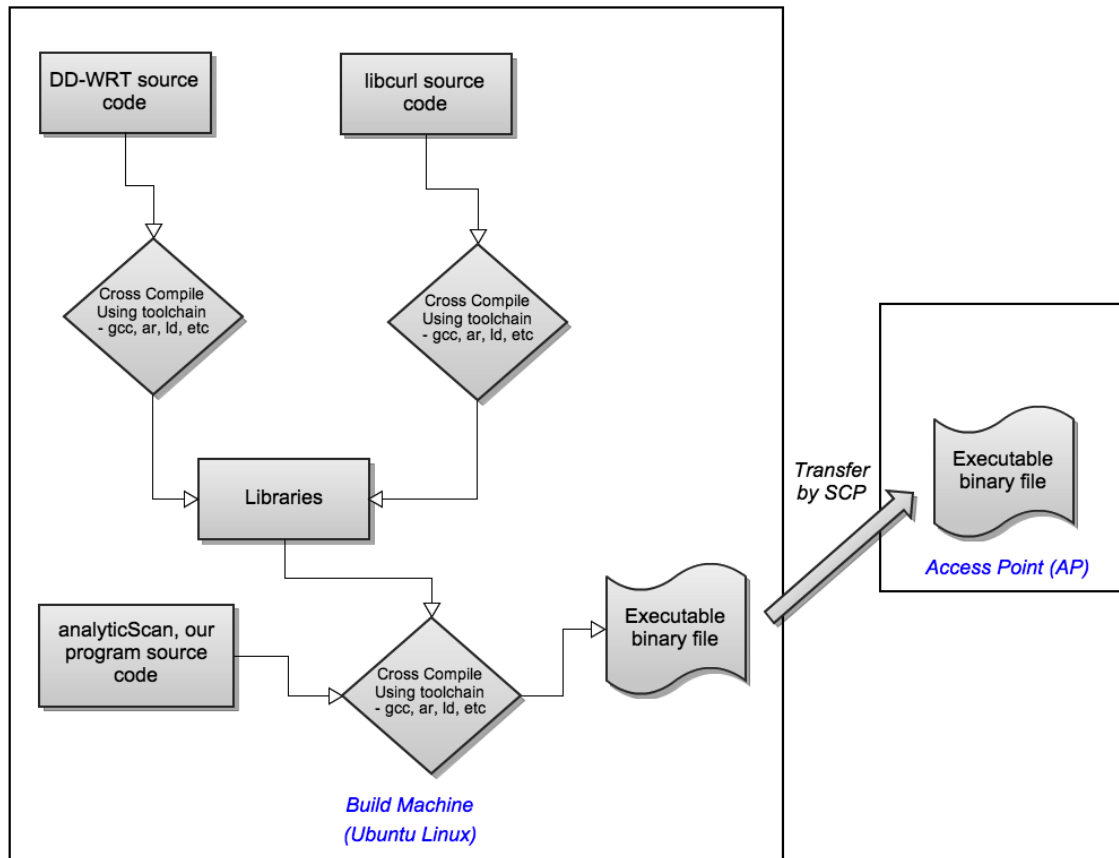 DD-WRT source
code
libcurl source
code
Cross Compile
Using toolchain
- gcc, ar, ld, etc
Cross Compile
Using toolchain
- gcc, ar, ld, etc
Libraries
Transfer
by SCP
Executable
binary file
Access Point (AP)
analyticScan, our
program source
code
Cross Compile
Using toolchain
- gcc, ar, ld, etc
Executable
binary file
Build Machine
(Ubuntu Linux)